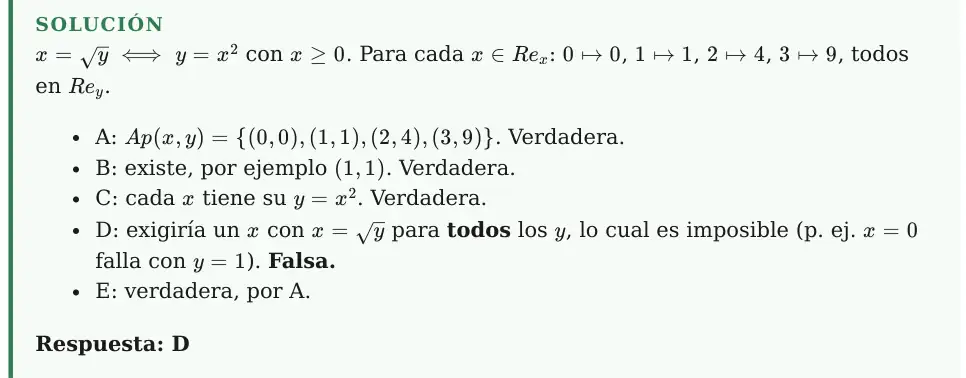 SOLUCIÓN
x = √y ⟺ y = x² con x ≥ 0. Para cada x ∈ Reₓ: 0 ↦ 0, 1 ↦ 1, 2 ↦ 4, 3 ↦ 9, todos
en Re_y.
• A: Ap(x, y) = {(0, 0), (1, 1), (2, 4), (3, 9)}. Verdadera.
• B: existe, por ejemplo (1, 1). Verdadera.
• C: cada x tiene su y = x². Verdadera.
• D: exigiría un x con x = √y para todos los y, lo cual es imposible (p. ej. x = 0
falla con y = 1). Falsa.
• E: verdadera, por A.
Respuesta: D